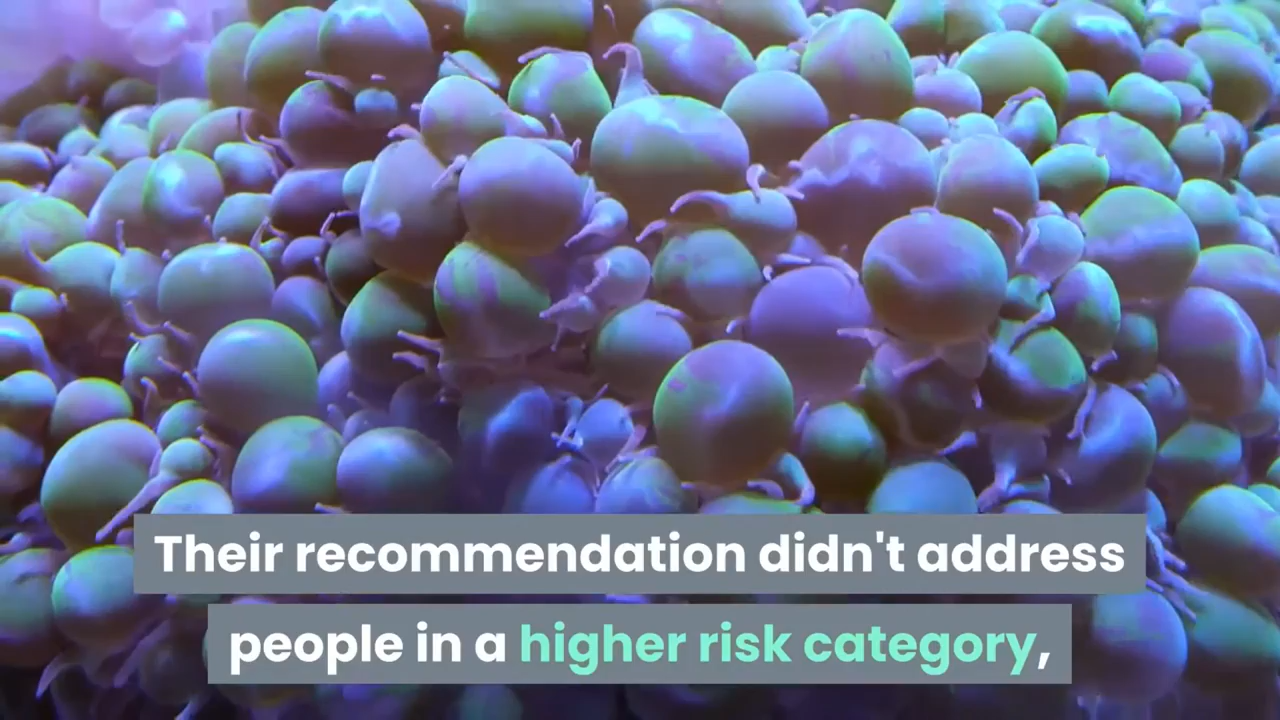 Their recommendation didn't address
people in a higher risk category,